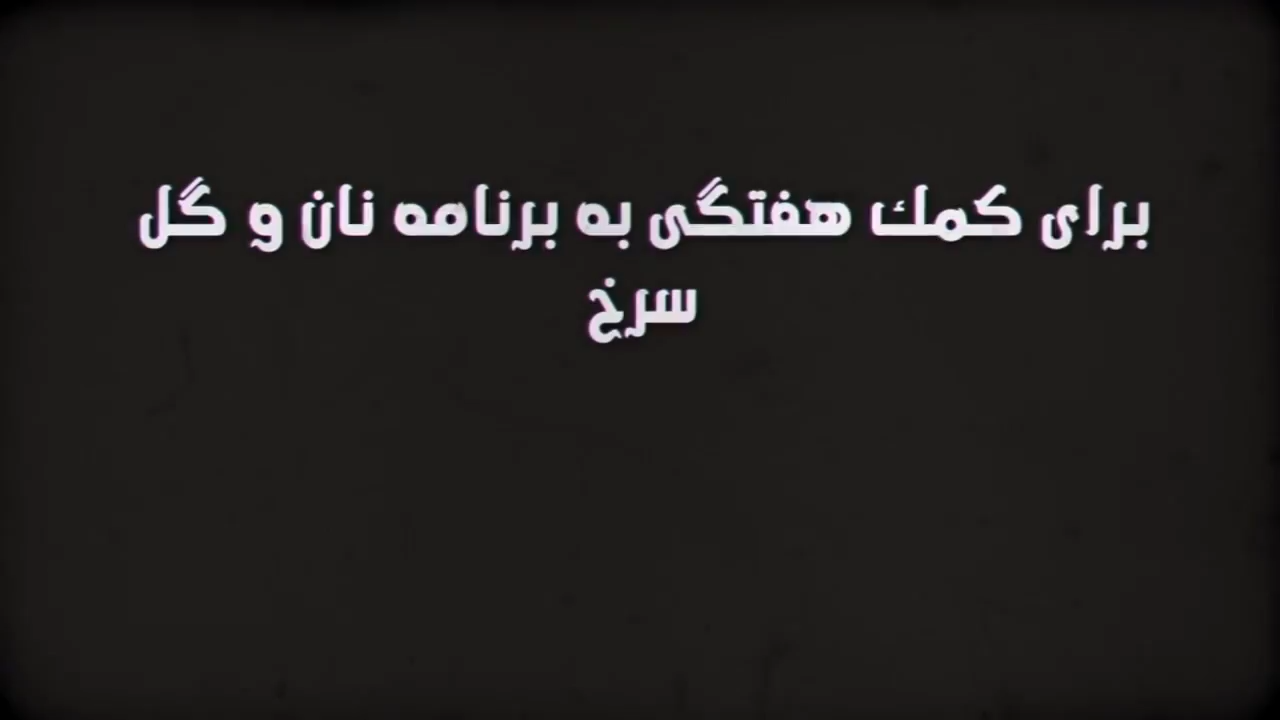 برای کمک هفتگی به برنامه نان و گل
سرخ